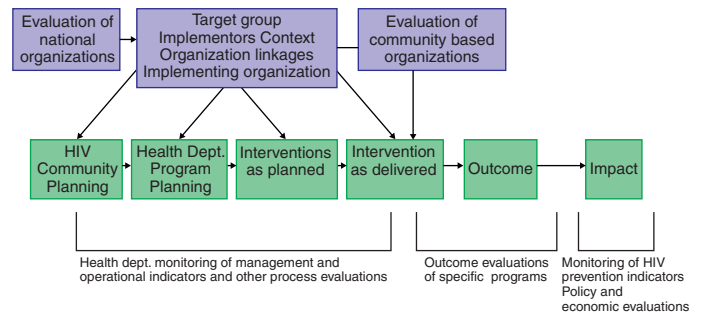 Evaluation of
national
organizations
Target group
Implementors Context
Organization linkages
Implementing organization
Evaluation of
community based
organizations
HIV
Community
Planning
Health Dept.
Program
Planning
Interventions
as planned
Intervention
as delivered
Outcome
Impact
Health dept. monitoring of management and
operational indicators and other process evaluations
Outcome evaluations
of specific programs
Monitoring of HIV
prevention indicators
Policy and
economic evaluations